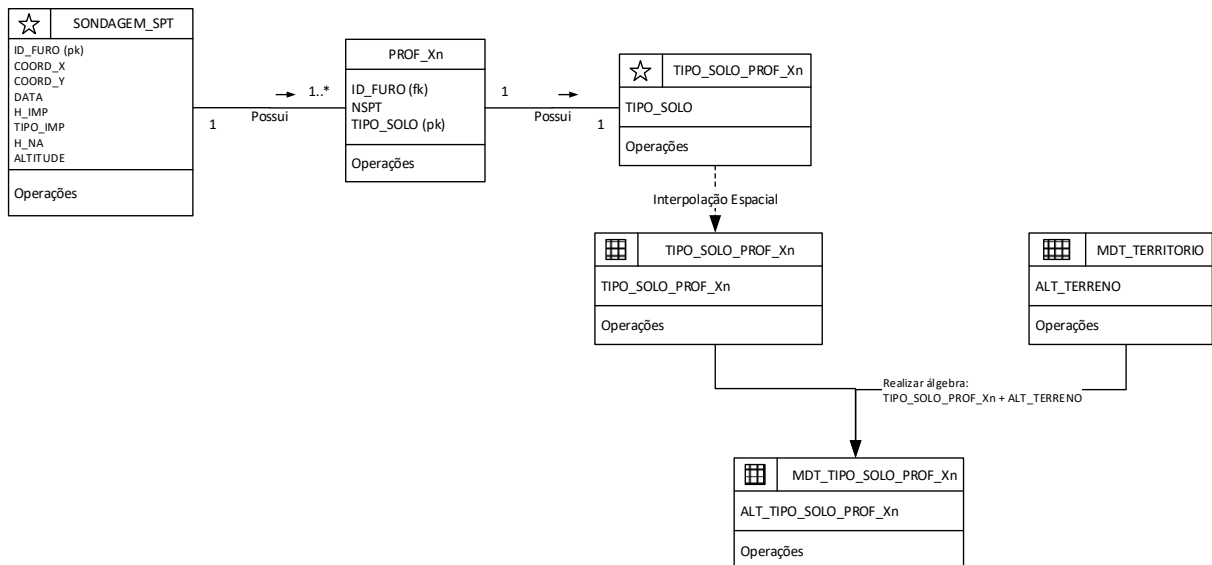 SONDAGEM_SPT
ID_FURO (pk)
COORD_X
COORD_Y
DATA
H_IMP
TIPO_IMP
H_NA
ALTITUDE
Operações
1
Possui
1..*
PROF_Xn
ID_FURO (fk)
NSPT
TIPO_SOLO (pk)
Operações
1
Possui
1
TIPO_SOLO_PROF_Xn
TIPO_SOLO
Operações
Interpolação Espacial
TIPO_SOLO_PROF_Xn
TIPO_SOLO_PROF_Xn
Operações
MDT_TERRITORIO
ALT_TERRENO
Operações
Realizar álgebra:
TIPO_SOLO_PROF_Xn + ALT_TERRENO
MDT_TIPO_SOLO_PROF_Xn
ALT_TIPO_SOLO_PROF_Xn
Operações